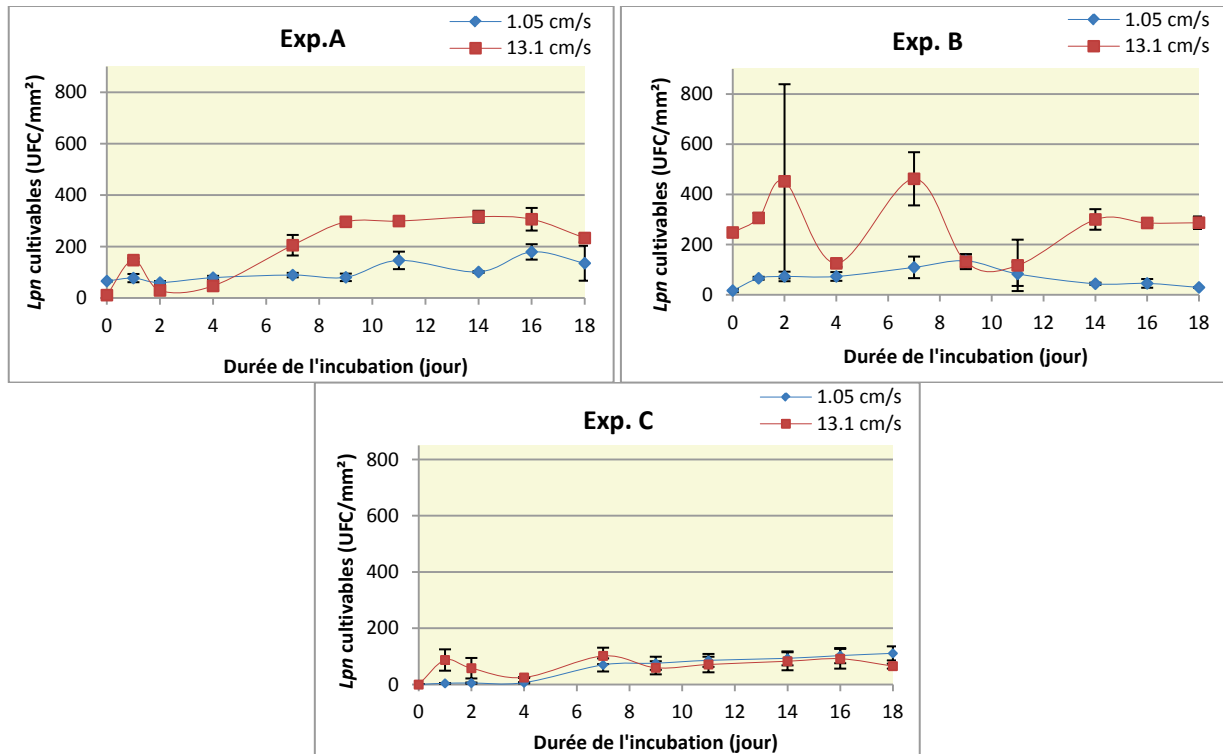 Exp.A
1.05 cm/s
13.1 cm/s
Lpn cultivables (UFC/mm²)
800
600
400
200
0
0 2 4 6 8 10 12 14 16 18
Durée de l'incubation (jour)
Exp. B
1.05 cm/s
13.1 cm/s
Lpn cultivables (UFC/mm²)
800
600
400
200
0
0 2 4 6 8 10 12 14 16 18
Durée de l'incubation (jour)
Exp. C
1.05 cm/s
13.1 cm/s
Lpn cultivables (UFC/mm²)
800
600
400
200
0
0 2 4 6 8 10 12 14 16 18
Durée de l'incubation (jour)